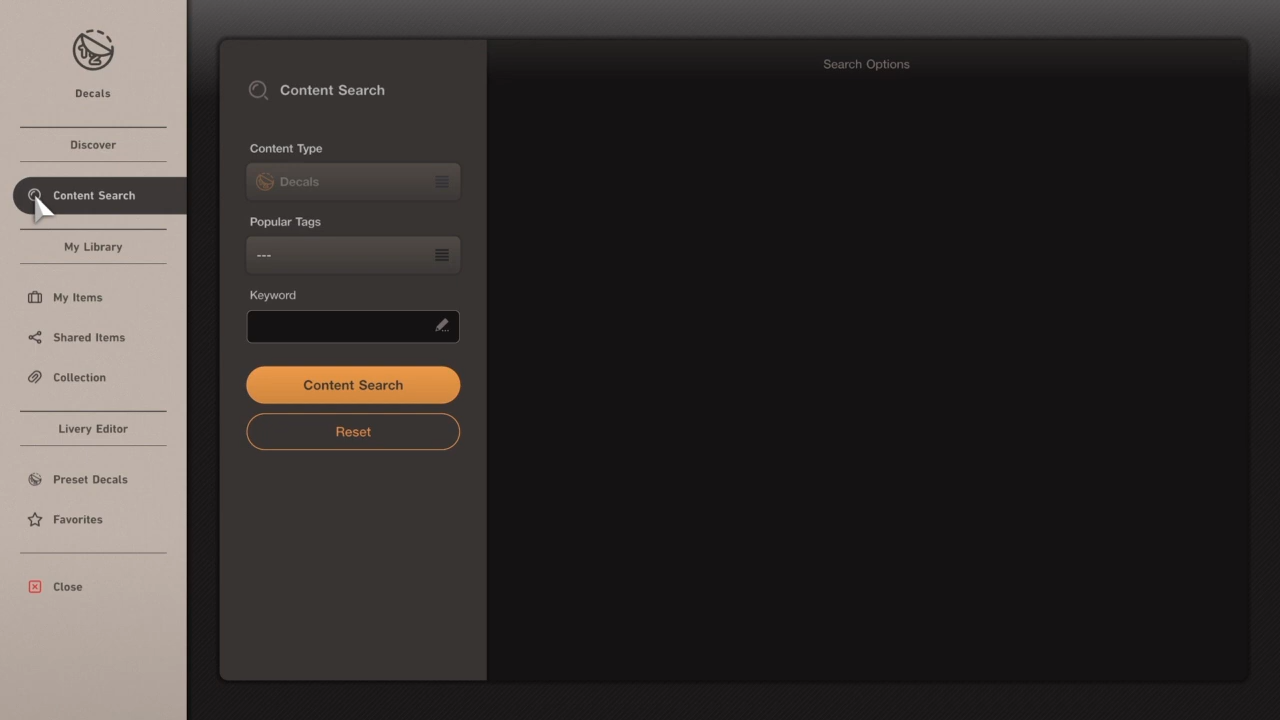 Decals
Discover
Content Search
My Library
My Items
Shared Items
Collection
Livery Editor
Preset Decals
Favorites
Close
Content Search
Content Type
Decals
Popular Tags
---
Keyword
Content Search
Reset
Search Options